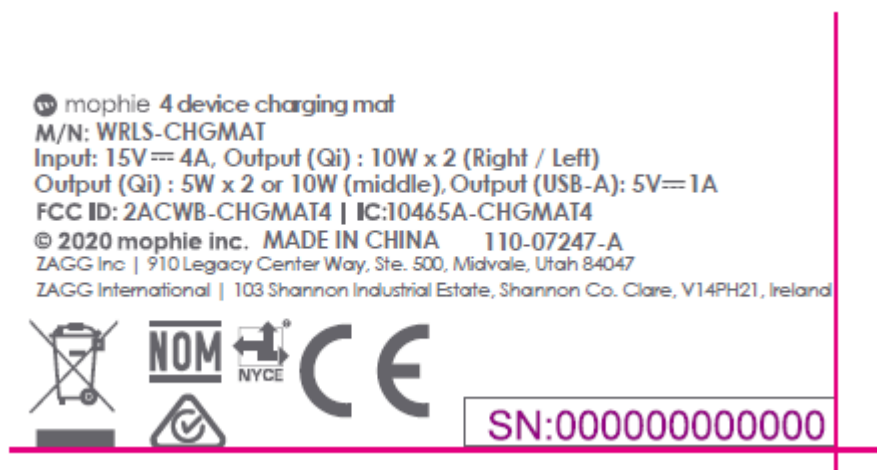 mophie 4 device charging mat
M/N: WRLS-CHGMAT
Input: 15V⎓4A, Output (Qi) : 10W x 2 (Right / Left)
Output (Qi) : 5W x 2 or 10W (middle), Output (USB-A): 5V⎓1A
FCC ID: 2ACWB-CHGMAT4 | IC:10465A-CHGMAT4
© 2020 mophie inc. MADE IN CHINA 110-07247-A
ZAGG Inc | 910 Legacy Center Way, Ste. 500, Midvale, Utah 84047
ZAGG International | 103 Shannon Industrial Estate, Shannon Co. Clare, V14PH21, Ireland
NOM NYCE® CE
SN:000000000000